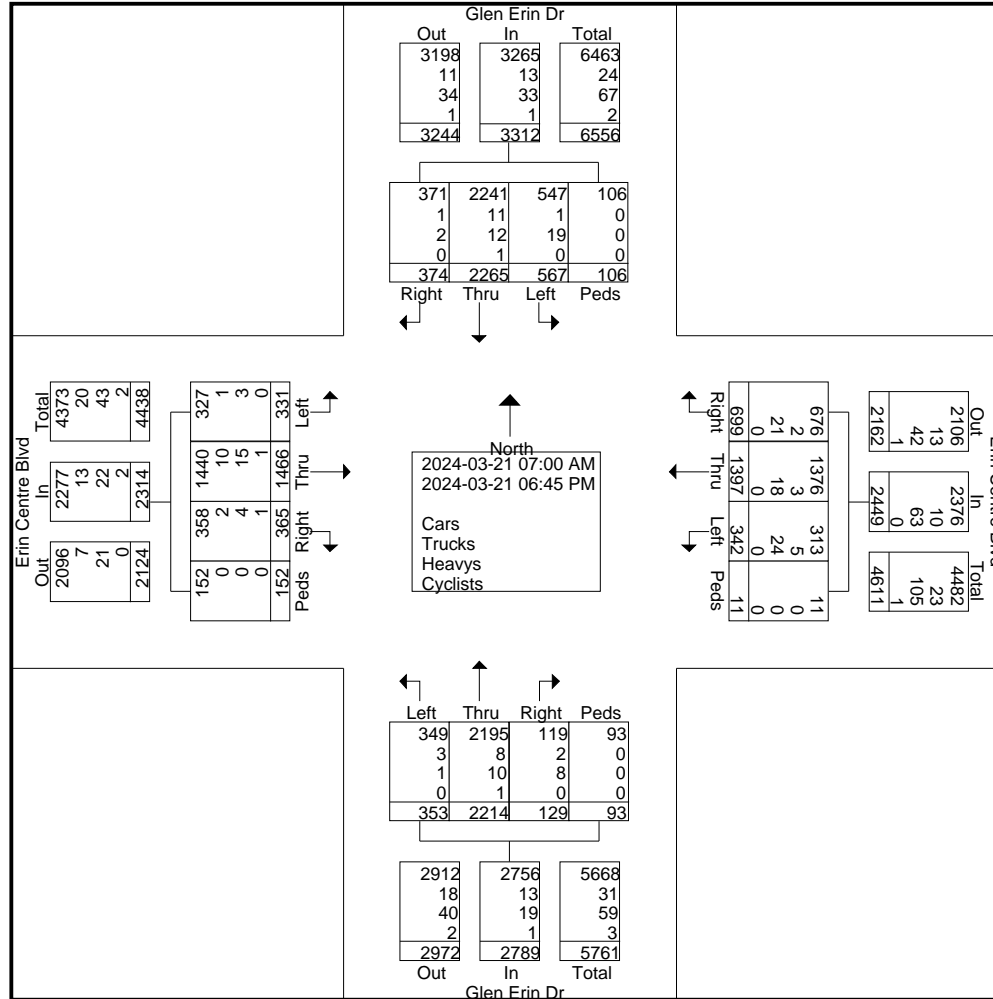 Glen Erin Dr
Out In Total
3198 3265 6463
11 13 24
34 33 67
1 1 2
3244 3312 6556
371 2241 547 106
1 11 1 0
2 12 19 0
0 1 0 0
374 2265 567 106
Right Thru Left Peds
Erin Centre Blvd
Total
4373 20 43 2 4438
In
2277 13 22 2 2314
Out
2096 7 21 0 2124
327 1 3 0 331 Left
1440 10 15 1 1466 Thru
358 2 4 1 365 Right
152 0 0 0 152 Peds
North
2024-03-21 07:00 AM
2024-03-21 06:45 PM
Cars
Trucks
Heavys
Cyclists
Right 676 2 21 0 699
Thru 1376 3 18 0 1397
Left 313 5 24 0 342
Peds 11 0 0 0 11
Out
2106 13 42 1 2162
In
2376 10 63 0 2449
Total
4482 23 105 1 4611
Left Thru Right Peds
349 2195 119 93
3 8 2 0
1 10 8 0
0 1 0 0
353 2214 129 93
2912 2756 5668
18 13 31
40 19 59
2 1 3
2972 2789 5761
Out In Total
Glen Erin Dr